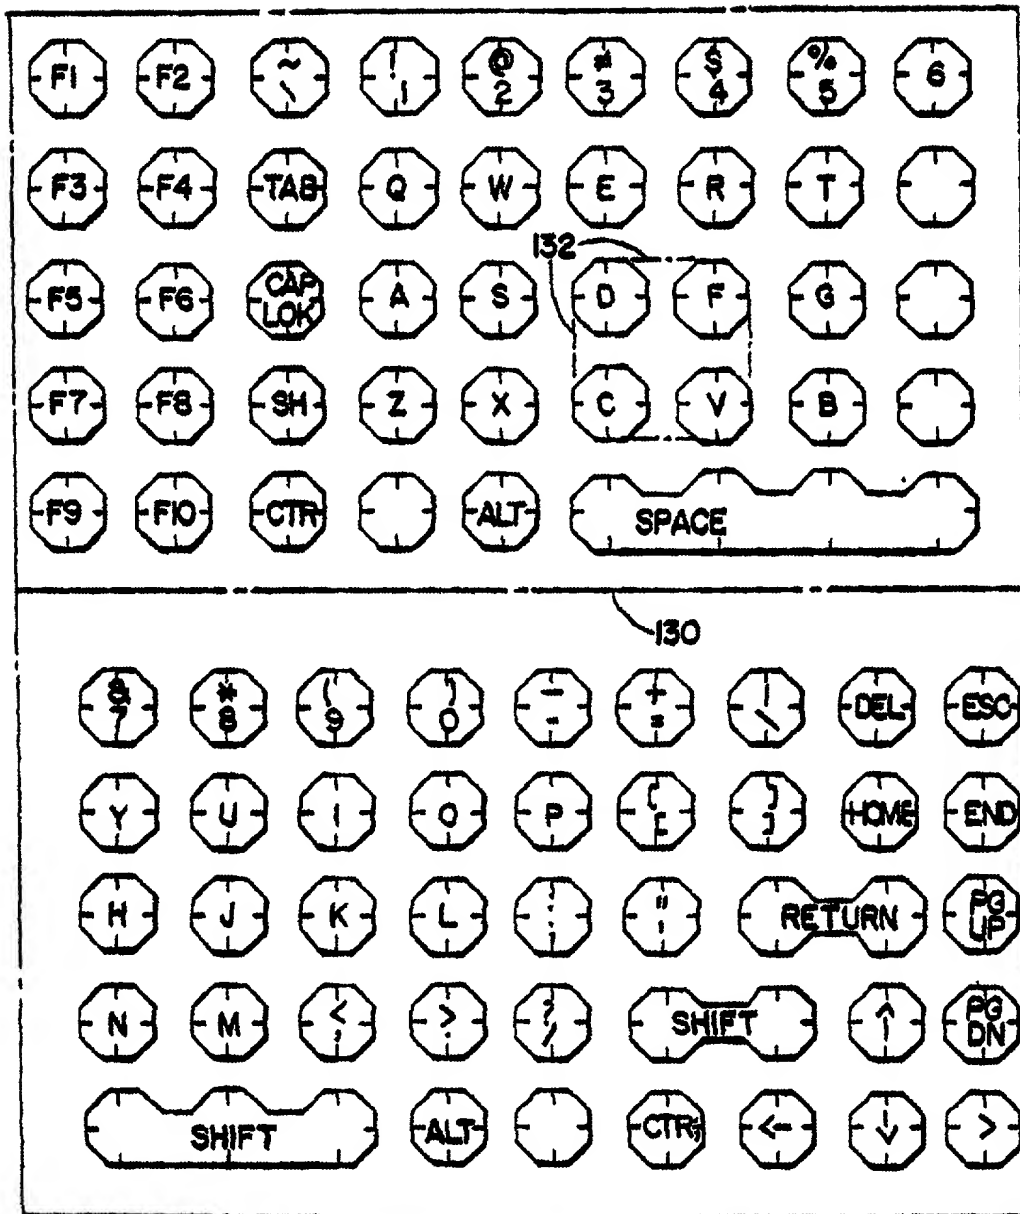 F1 F2 ~ \ ! 1 @ 2 # 3 $ 4 % 5 6
F3 F4 TAB Q W E R T
132
F5 F6 CAP LOK A S D F G
F7 F8 SH Z X C V B
F9 F10 CTR ALT SPACE
130
& 7 * 8 ( 9 ) 0 — - + = | \ DEL ESC
Y U I O P [ [ ] ] HOME END
H J K L : ; " ' RETURN PG UP
N M < , > . ? / SHIFT ^ PG DN
SHIFT ALT CTR <- v >